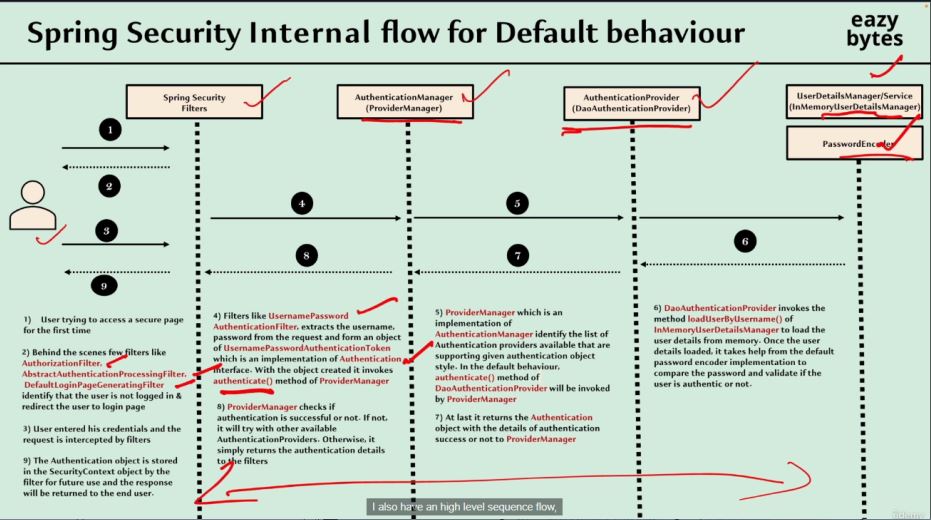 Spring Security Internal flow for Default behaviour
eazy
bytes
Spring Security
Filters
AuthenticationManager
(ProviderManager)
AuthenticationProvider
(DaoAuthenticationProvider)
UserDetailsManager/Service
(InMemoryUserDetailsManager)
PasswordEncoder
1
2
3
9
4
8
5
7
6
1) User trying to access a secure page
for the first time
2) Behind the scenes few filters like
AuthorizationFilter,
AbstractAuthenticationProcessingFilter,
DefaultLoginPageGeneratingFilter
identify that the user is not logged in &
redirect the user to login page
3) User entered his credentials and the
request is intercepted by filters
9) The Authentication object is stored
in the SecurityContext object by the
filter for future use and the response
will be returned to the end user.
4) Filters like UsernamePassword
AuthenticationFilter, extracts the username,
password from the request and form an object
of UsernamePasswordAuthenticationToken
which is an implementation of Authentication
interface. With the object created it invokes
authenticate() method of ProviderManager
8) ProviderManager checks if
authentication is successful or not. If not,
it will try with other available
AuthenticationProviders. Otherwise, it
simply returns the authentication details
to the filters
5) ProviderManager which is an
implementation of
AuthenticationManager identify the list of
Authentication providers available that are
supporting given authentication object
style. In the default behaviour,
authenticate() method of
DaoAuthenticationProvider will be invoked
by ProviderManager
7) At last it returns the Authentication
object with the details of authentication
success or not to ProviderManager
6) DaoAuthenticationProvider invokes the
method loadUserByUsername() of
InMemoryUserDetailsManager to load the
user details from memory. Once the user
details loaded, it takes help from the default
password encoder implementation to
compare the password and validate if the
user is authentic or not.
I also have an high level sequence flow,
ûdemy